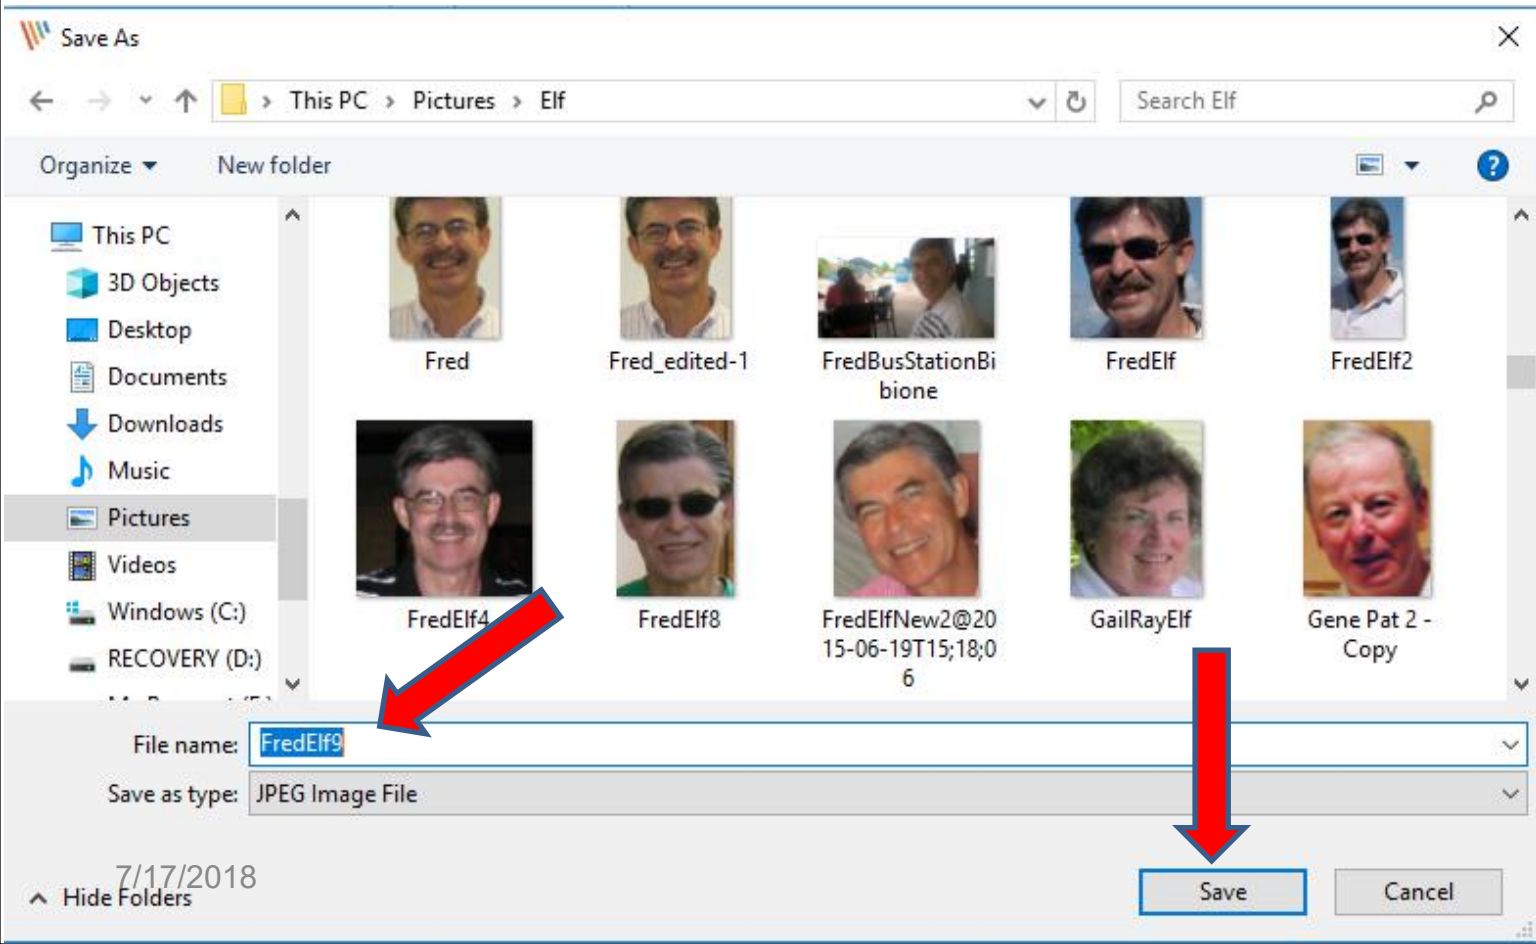 Save As
This PC > Pictures > Elf
Search Elf
Organize
New folder
This PC
3D Objects
Desktop
Documents
Downloads
Music
Pictures
Videos
Windows (C:)
RECOVERY (D:)
Fred
Fred_edited-1
FredBusStationBi
bione
FredElf
FredElf2
FredElf4
FredElf8
FredElfNew2@20
15-06-19T15;18;0
6
GailRayElf
Gene Pat 2 -
Copy
File name: FredElf9
Save as type: JPEG Image File
7/17/2018
Hide Folders
Save
Cancel